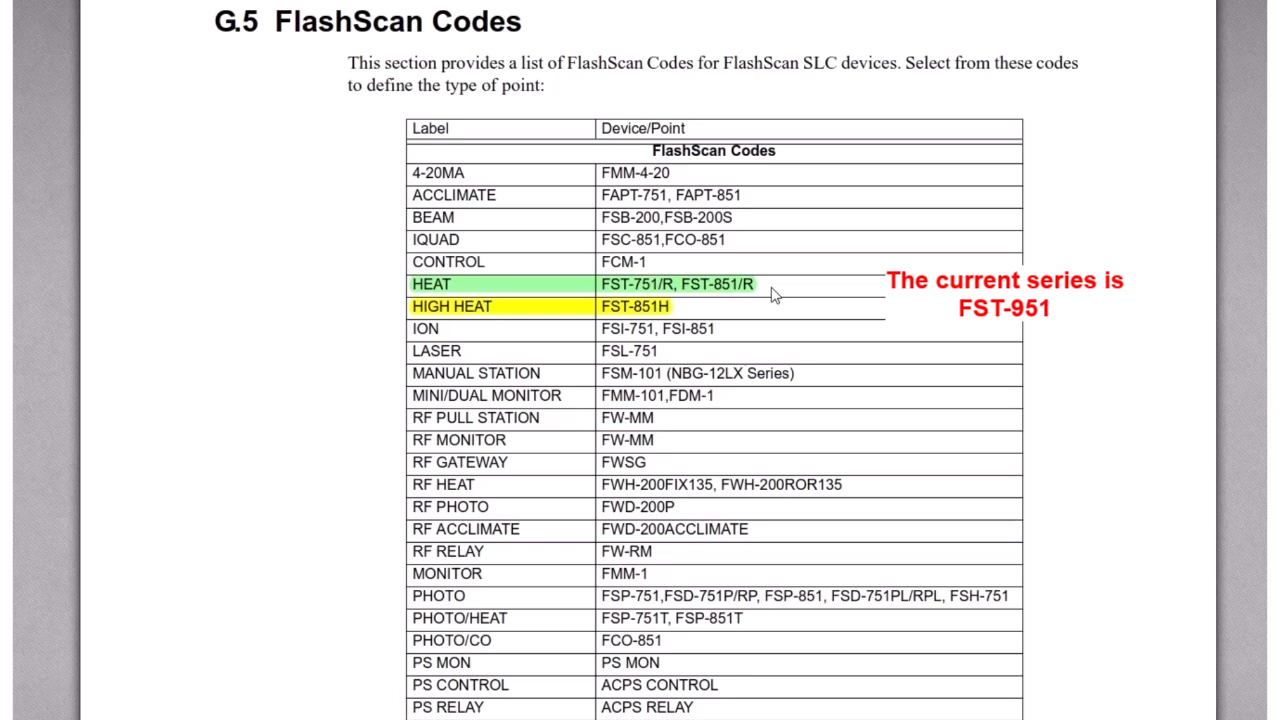 G.5 FlashScan Codes
This section provides a list of FlashScan Codes for FlashScan SLC devices. Select from these codes
to define the type of point:
Label Device/Point
FlashScan Codes
4-20MA FMM-4-20
ACCLIMATE FAPT-751, FAPT-851
BEAM FSB-200,FSB-200S
IQUAD FSC-851,FCO-851
CONTROL FCM-1
HEAT FST-751/R, FST-851/R
HIGH HEAT FST-851H
The current series is
FST-951
ION FSI-751, FSI-851
LASER FSL-751
MANUAL STATION FSM-101 (NBG-12LX Series)
MINI/DUAL MONITOR FMM-101,FDM-1
RF PULL STATION FW-MM
RF MONITOR FW-MM
RF GATEWAY FWSG
RF HEAT FWH-200FIX135, FWH-200ROR135
RF PHOTO FWD-200P
RF ACCLIMATE FWD-200ACCLIMATE
RF RELAY FW-RM
MONITOR FMM-1
PHOTO FSP-751,FSD-751P/RP, FSP-851, FSD-751PL/RPL, FSH-751
PHOTO/HEAT FSP-751T, FSP-851T
PHOTO/CO FCO-851
PS MON PS MON
PS CONTROL ACPS CONTROL
PS RELAY ACPS RELAY